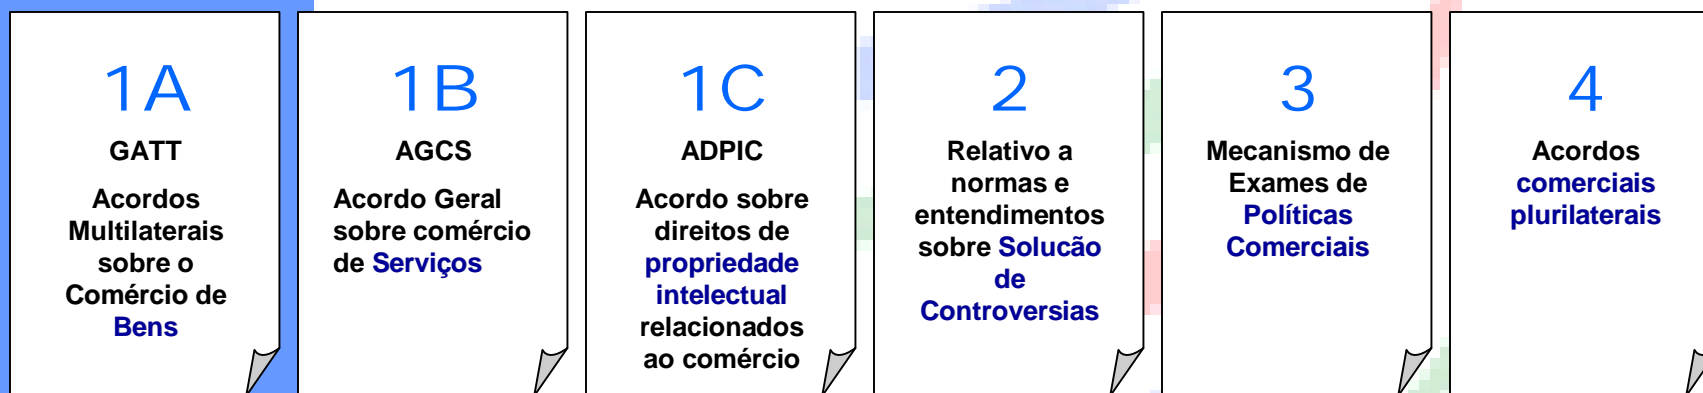 1A
GATT
Acordos
Multilaterais
sobre o
Comércio de
Bens
1B
AGCS
Acordo Geral
sobre comércio
de Serviços
1C
ADPIC
Acordo sobre
direitos de
propriedade
intelectual
relacionados
ao comércio
2
Relativo a
normas e
entendimentos
sobre Solucão
de
Controversias
3
Mecanismo de
Exames de
Políticas
Comerciais
4
Acordos
comerciais
plurilaterais